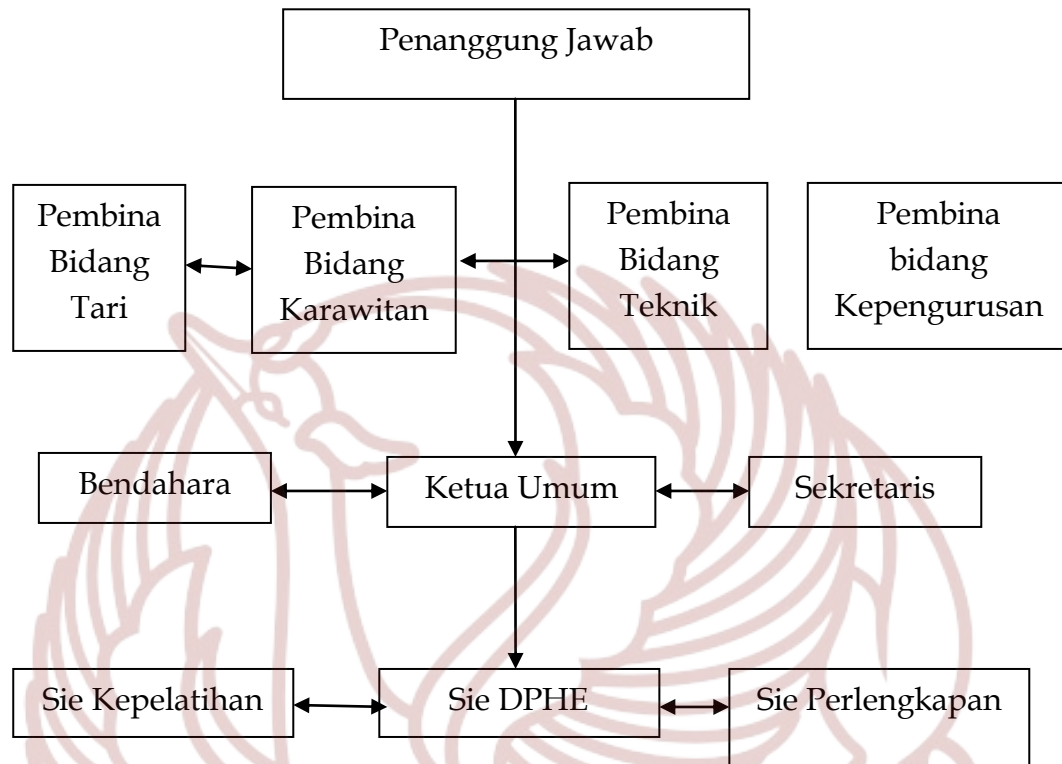 Penanggung Jawab
Pembina
Bidang
Tari
Pembina
Bidang
Karawitan
Pembina
Bidang
Teknik
Pembina
bidang
Kepengurusan
Bendahara
Ketua Umum
Sekretaris
Sie Kepelatihan
Sie DPHE
Sie Perlengkapan